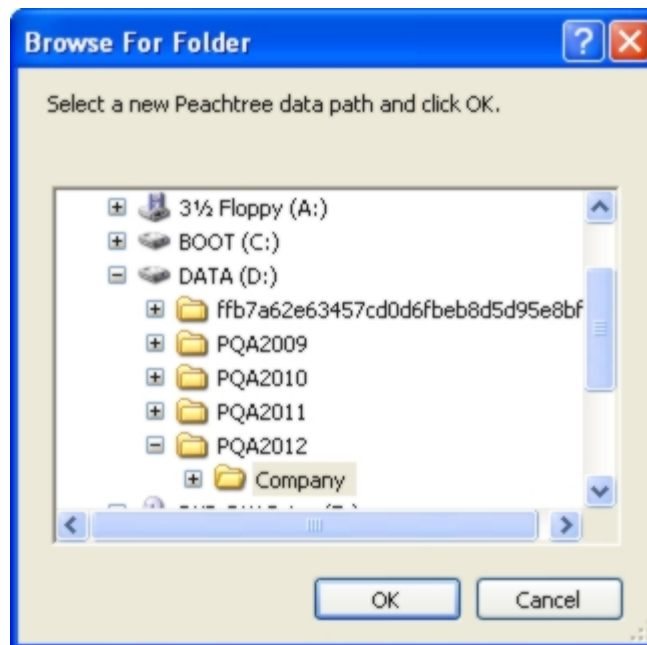 Browse For Folder
Select a new Peachtree data path and click OK.
3½ Floppy (A:)
BOOT (C:)
DATA (D:)
ffb7a62e63457cd0d6fbeb8d5d95e8bf
PQA2009
PQA2010
PQA2011
PQA2012
Company
OK
Cancel